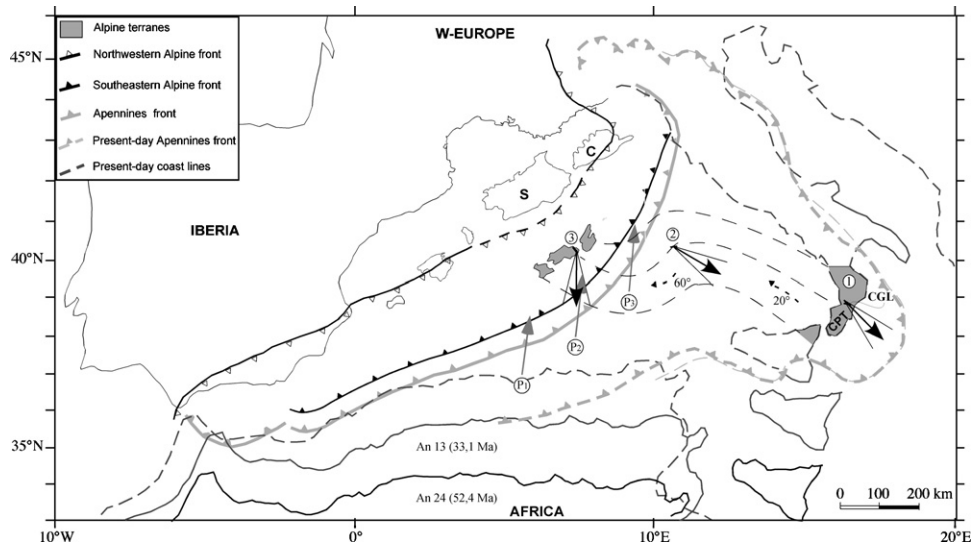 Alpine terranes
Northwestern Alpine front
Southeastern Alpine front
Apennines front
Present-day Apennines front
Present-day coast lines
W-EUROPE
45°N
C
S
IBERIA
3
2
40°N
1
60°
20°
CGL
P3
CPT
P2
P1
35°N
An 13 (33,1 Ma)
An 24 (52,4 Ma)
0 100 200 km
AFRICA
10°W
0°
10°E
20°E